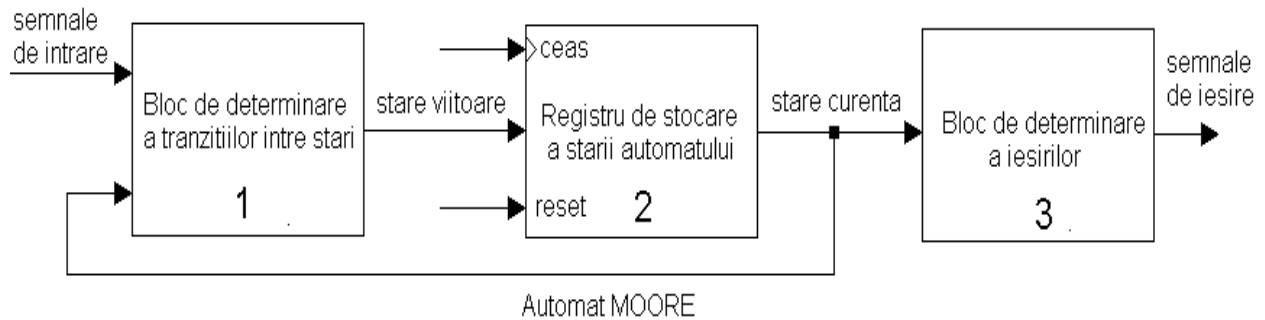 semnale
de intrare
Bloc de determinare
a tranzitiilor intre stari
1
stare viitoare
ceas
Registru de stocare
a starii automatului
reset
2
stare curenta
Bloc de determinare
a iesirilor
3
semnale
de iesire
Automat MOORE